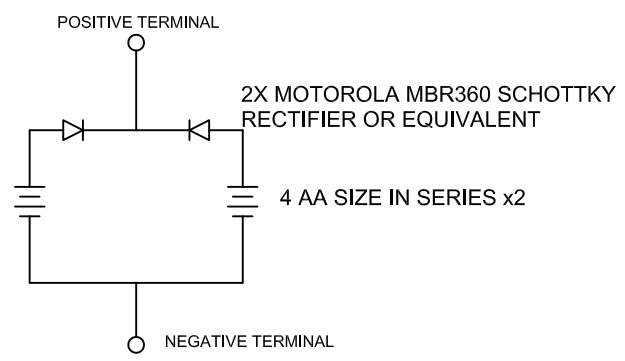 POSITIVE TERMINAL
2X MOTOROLA MBR360 SCHOTTKY
RECTIFIER OR EQUIVALENT
4 AA SIZE IN SERIES x2
NEGATIVE TERMINAL